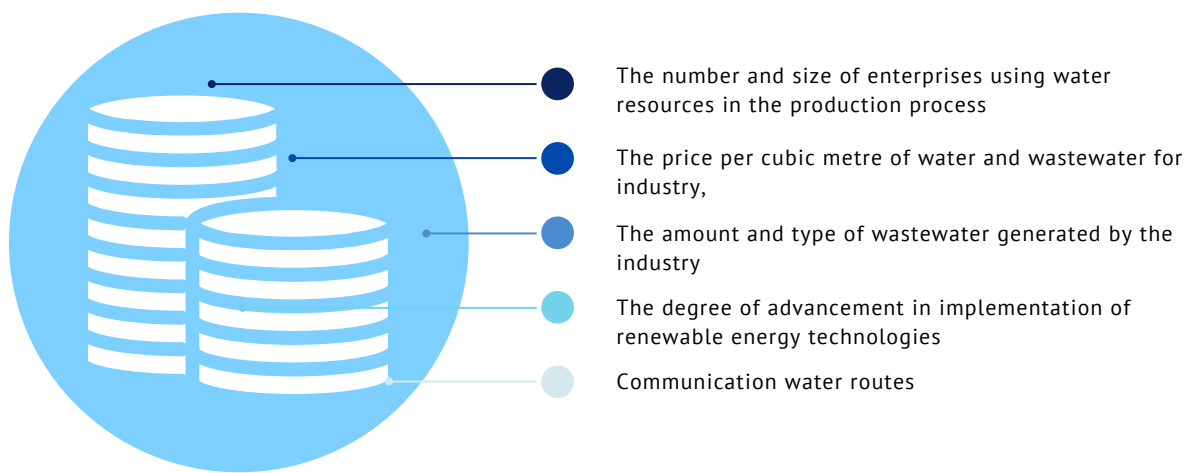 The number and size of enterprises using water
resources in the production process
The price per cubic metre of water and wastewater for
industry,
The amount and type of wastewater generated by the
industry
The degree of advancement in implementation of
renewable energy technologies
Communication water routes